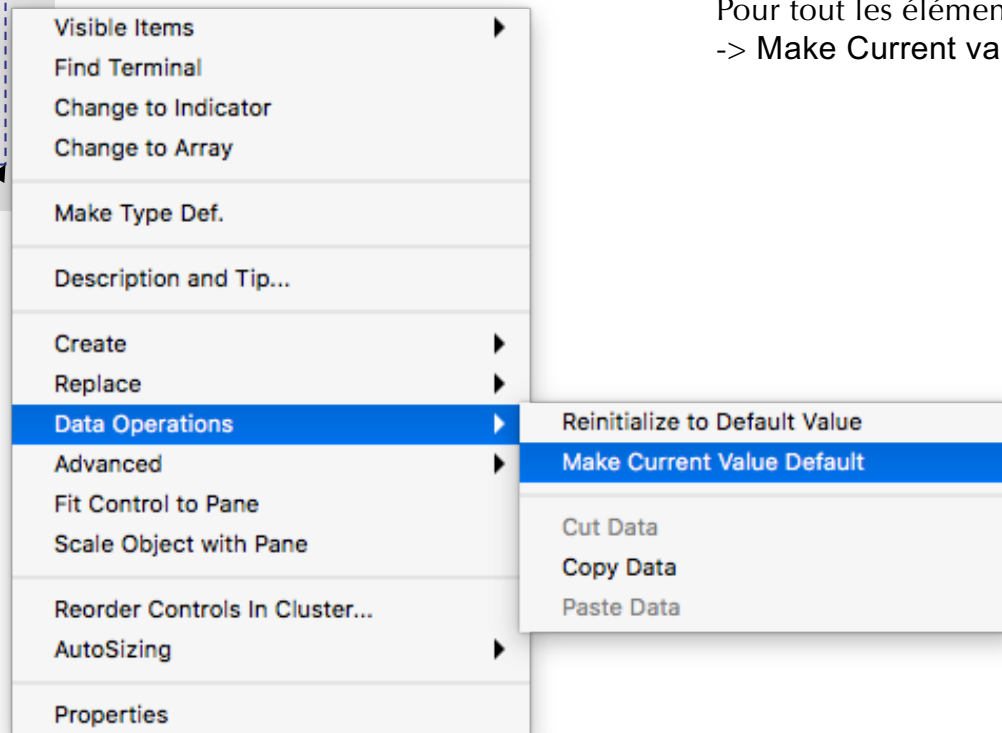 Pour tout les
-> Make Current
Visible Items
Find Terminal
Change to Indicator
Change to Array
Make Type Def.
Description and Tip...
Create
Replace
Data Operations
Advanced
Fit Control to Pane
Scale Object with Pane
Reorder Controls In Cluster...
AutoSizing
Properties
Reinitialize to Default Value
Make Current Value Default
Cut Data
Copy Data
Paste Data